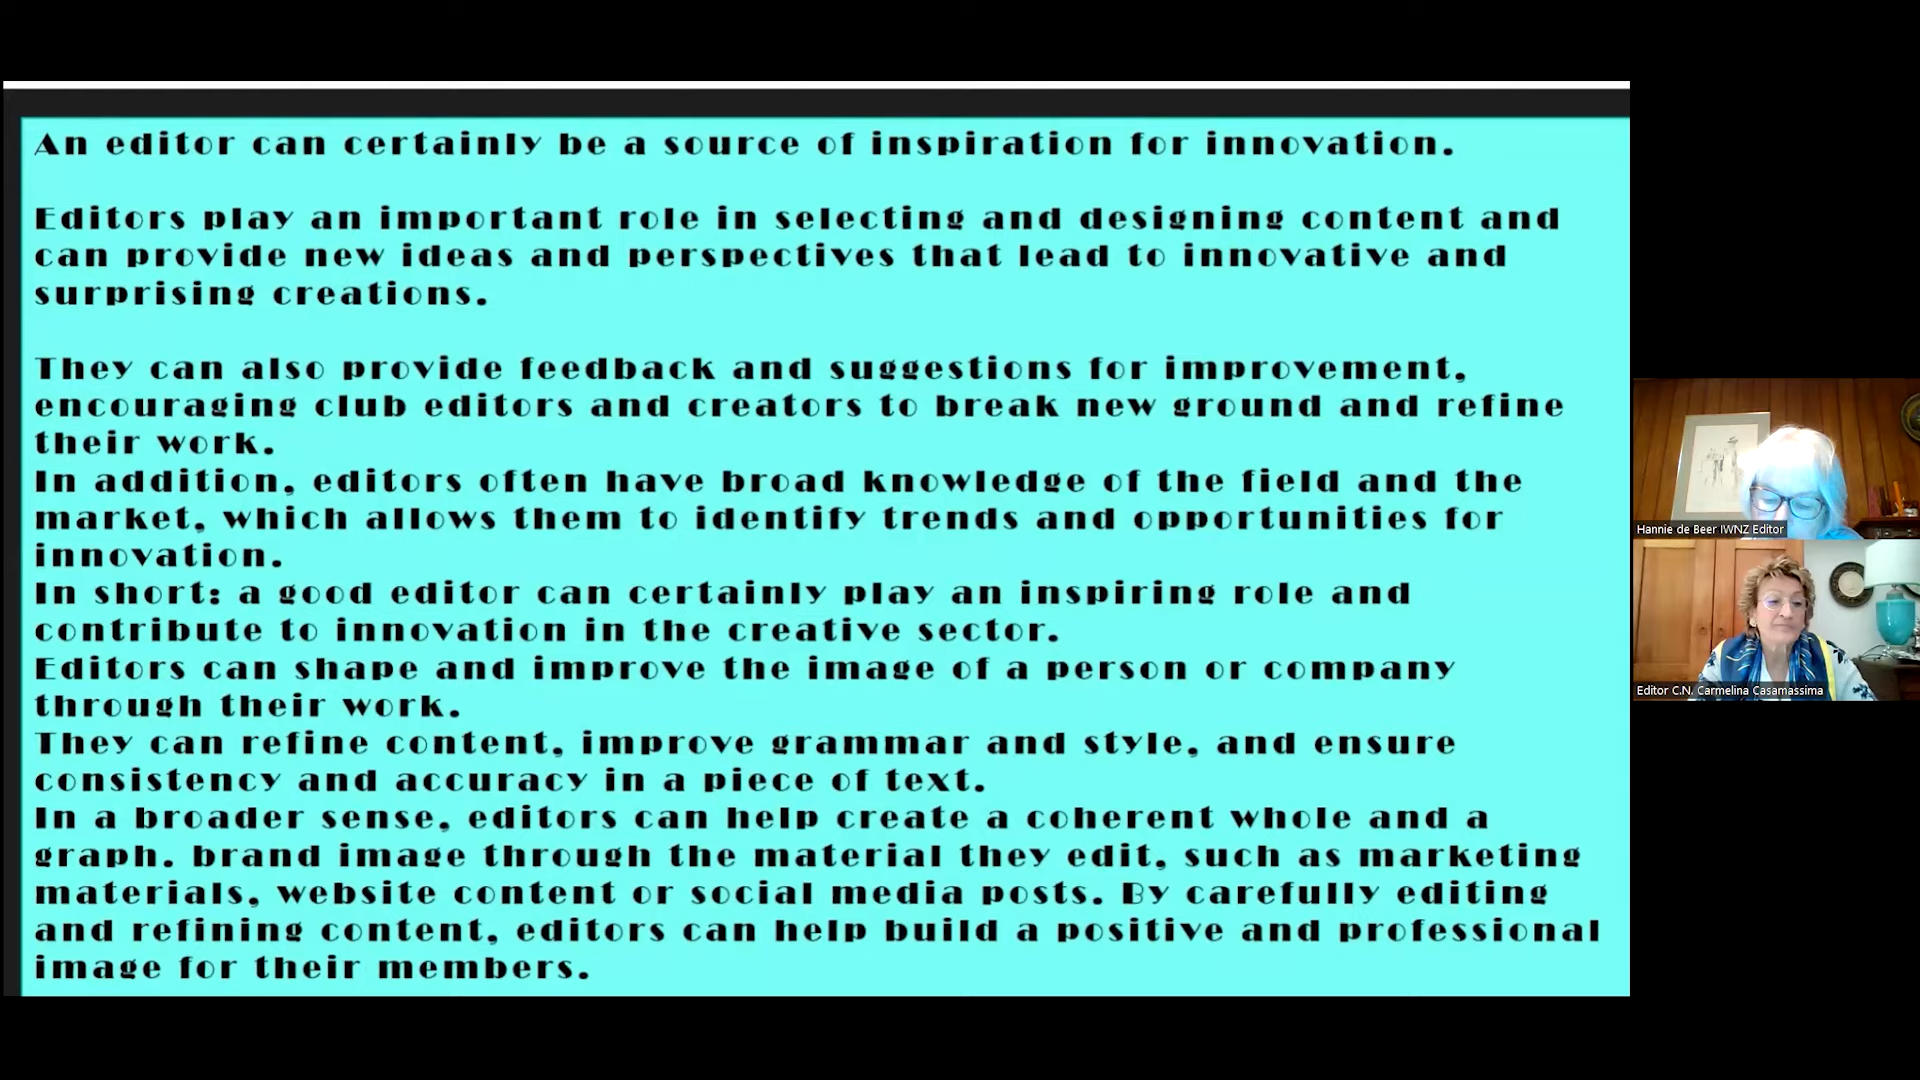 An editor can certainly be a source of inspiration for innovation.
Editors play an important role in selecting and designing content and
can provide new ideas and perspectives that lead to innovative and
surprising creations.
They can also provide feedback and suggestions for improvement,
encouraging club editors and creators to break new ground and refine
their work.
In addition, editors often have broad knowledge of the field and the
market, which allows them to identify trends and opportunities for
innovation.
In short: a good editor can certainly play an inspiring role and
contribute to innovation in the creative sector.
Editors can shape and improve the image of a person or company
through their work.
They can refine content, improve grammar and style, and ensure
consistency and accuracy in a piece of text.
In a broader sense, editors can help create a coherent whole and a
graph. brand image through the material they edit, such as marketing
materials, website content or social media posts. By carefully editing
and refining content, editors can help build a positive and professional
image for their members.
Hannie de Beer IWNZ Editor
Editor C.N. Carmelina Casamassima